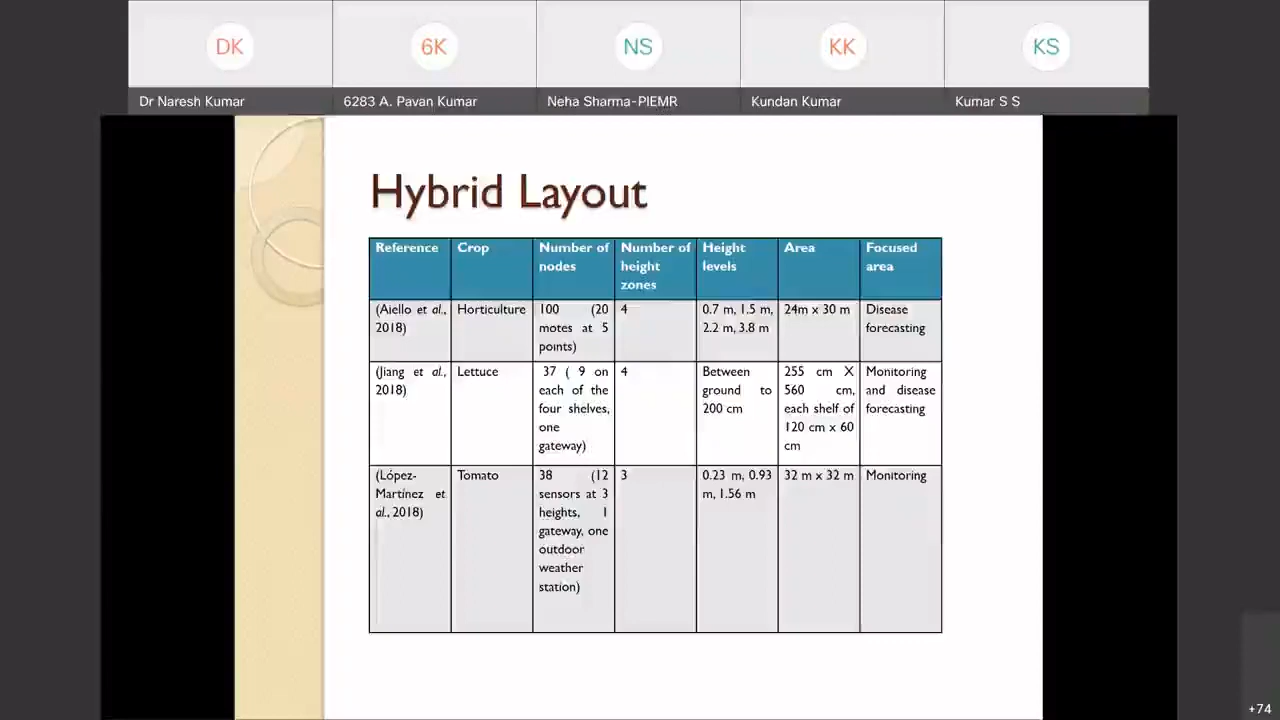 DK
6K
NS
KK
KS
Dr Naresh Kumar
6283 A. Pavan Kumar
Neha Sharma-PIEMR
Kundan Kumar
Kumar S S
Hybrid Layout
Reference
Crop
Number of
nodes
Number of
height
zones
Height
levels
Area
Focused
area
(Aiello et al.,
2018)
Horticulture
100 (20
motes at 5
points)
4
0.7 m, 1.5 m,
2.2 m, 3.8 m
24m x 30 m
Disease
forecasting
(Jiang et al.,
2018)
Lettuce
37 ( 9 on
each of the
four shelves,
one
gateway)
4
Between
ground to
200 cm
255 cm X
560 cm,
each shelf of
120 cm x 60
cm
Monitoring
and disease
forecasting
(López-
Martínez et
al., 2018)
Tomato
38 (12
sensors at 3
heights, 1
gateway, one
outdoor
weather
station)
3
0.23 m, 0.93
m, 1.56 m
32 m x 32 m
Monitoring
+74